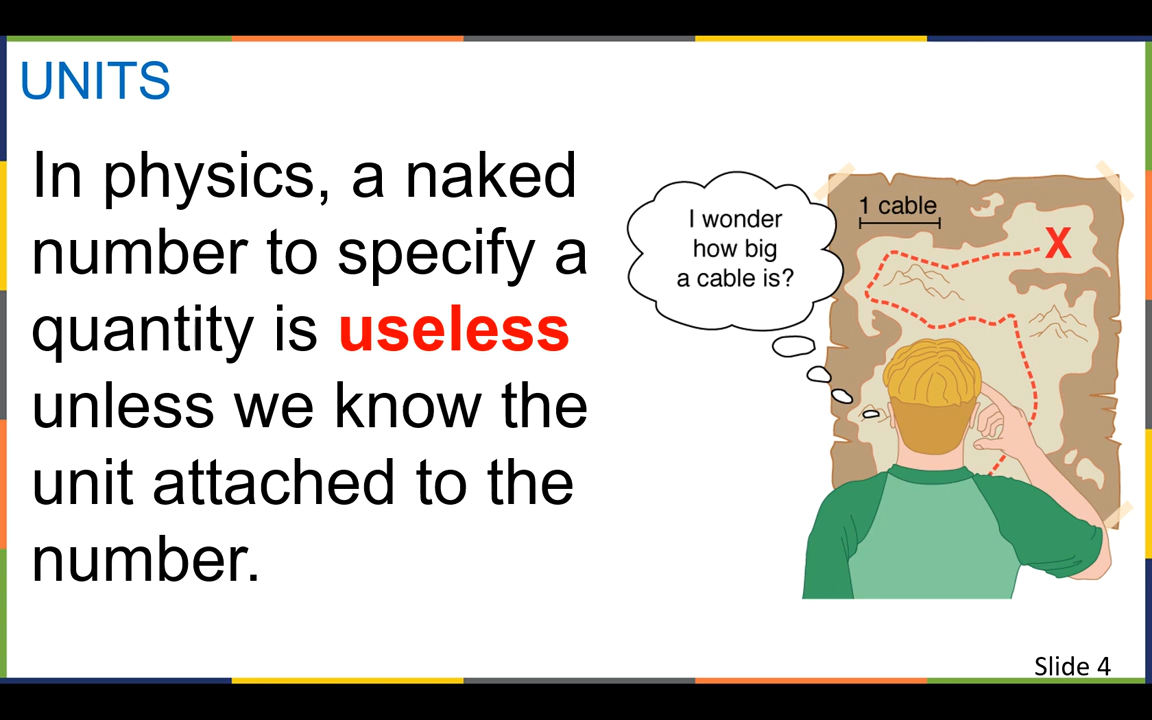 UNITS
In physics, a naked
number to specify a
quantity is useless
unless we know the
unit attached to the
number.
I wonder
how big
a cable is?
1 cable
X
Slide 4